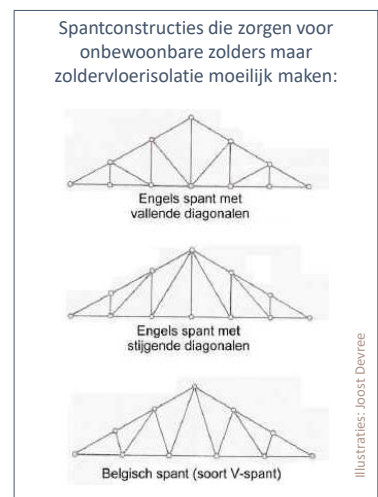 Spantconstructies die zorgen voor
onbewoonbare zolders maar
zoldervloerisolatie moeilijk maken:
Engels spant met
vallende diagonalen
Engels spant met
stijgende diagonalen
Belgisch spant (soort V-spant)
Illustraties: Joost Devree